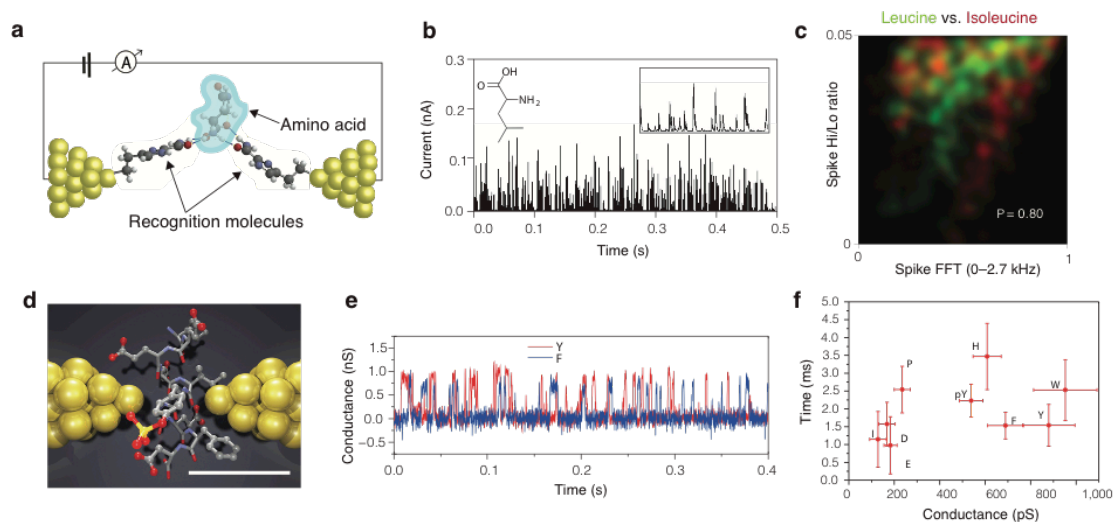 a
A
Amino acid
Recognition molecules
b
Current (nA)
0.3
0.2
0.1
0.0
OH
O
NH2
0.0 0.1 0.2 0.3 0.4 0.5
Time (s)
Leucine vs. Isoleucine
c
0.05
Spike Hi/Lo ratio
P = 0.80
0
0 1
Spike FFT (0–2.7 kHz)
d
e
Y
F
Conductance (nS)
1.5
1.0
0.5
0.0
−0.5
0.0 0.1 0.2 0.3 0.4
Time (s)
f
Time (ms)
5.0
4.5
4.0
3.5
3.0
2.5
2.0
1.5
1.0
0.5
0.0
H
P
W
pY
F
Y
I
D
E
0 200 400 600 800 1,000
Conductance (pS)